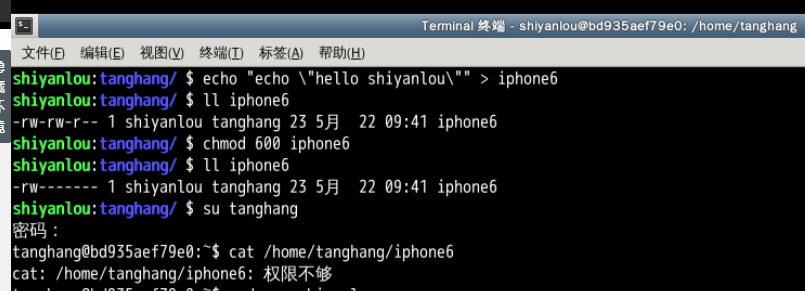 Terminal 终端 - shiyanlou@bd935aef79e0: /home/tanghang
文件(F) 编辑(E) 视图(V) 终端(T) 标签(A) 帮助(H)
shiyanlou:tanghang/ $ echo "echo \"hello shiyanlou\"" > iphone6
shiyanlou:tanghang/ $ ll iphone6
-rw-rw-r-- 1 shiyanlou tanghang 23 5月  22 09:41 iphone6
shiyanlou:tanghang/ $ chmod 600 iphone6
shiyanlou:tanghang/ $ ll iphone6
-rw------- 1 shiyanlou tanghang 23 5月  22 09:41 iphone6
shiyanlou:tanghang/ $ su tanghang
密码：
tanghang@bd935aef79e0:~$ cat /home/tanghang/iphone6
cat: /home/tanghang/iphone6: 权限不够